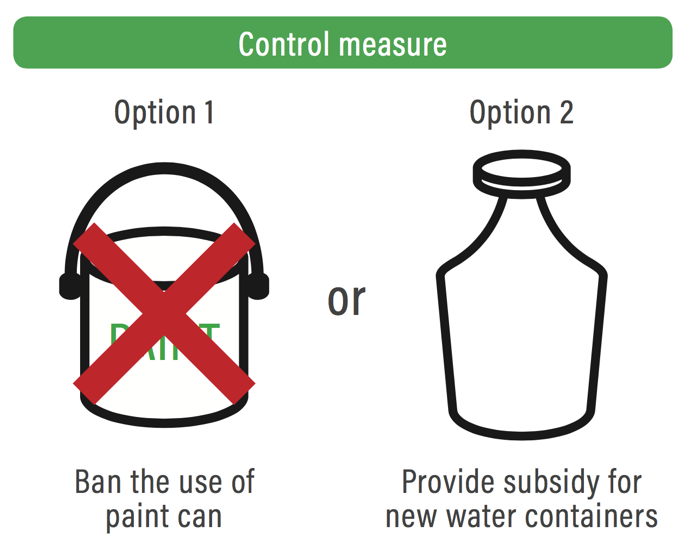 Control measure
Option 1
Option 2
PAINT
or
Ban the use of
paint can
Provide subsidy for
new water containers